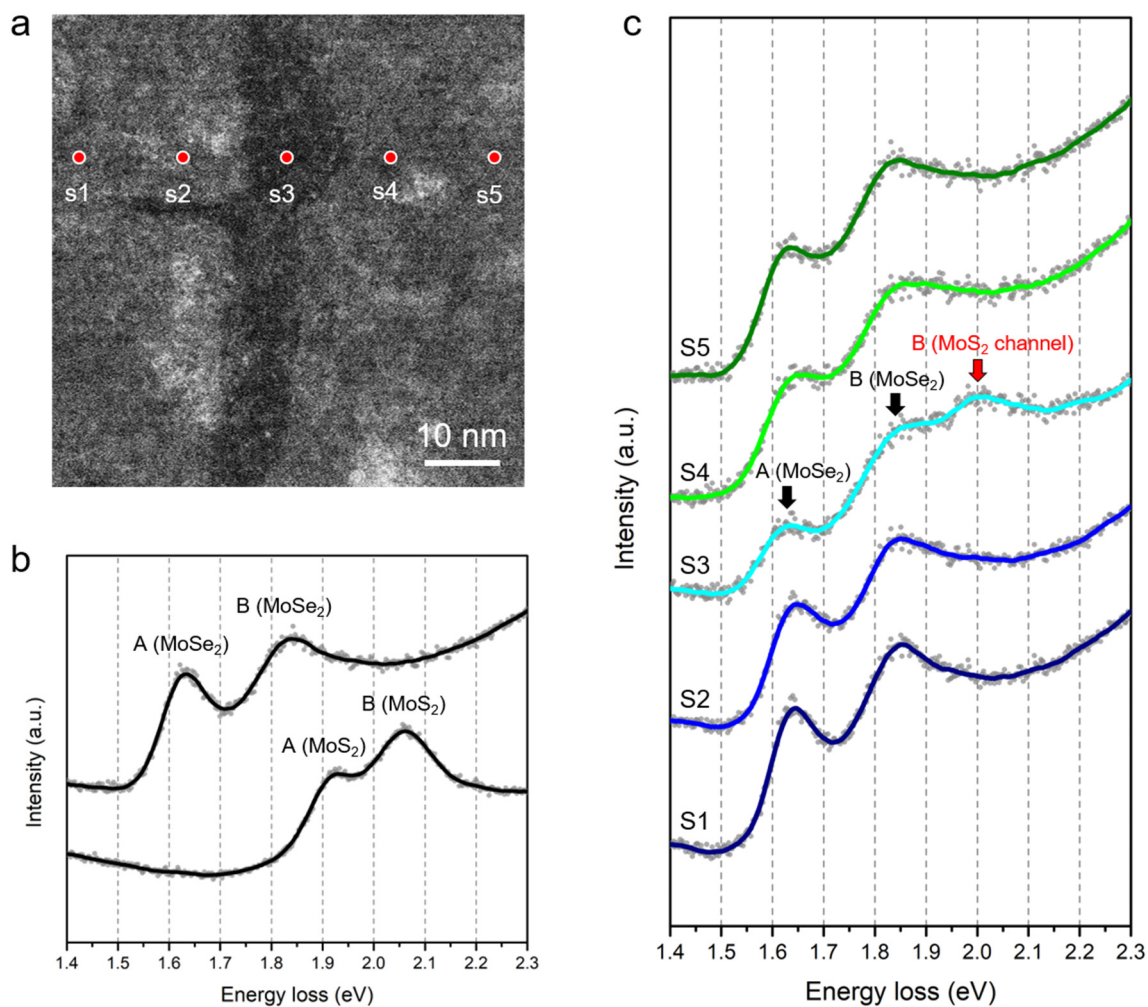 a
s1
s2
s3
s4
s5
10 nm
b
A (MoSe₂)
B (MoSe₂)
A (MoS₂)
B (MoS₂)
Intensity (a.u.)
1.4 1.5 1.6 1.7 1.8 1.9 2.0 2.1 2.2 2.3
Energy loss (eV)
c
S5
S4
S3
S2
S1
A (MoSe₂)
B (MoSe₂)
B (MoS₂ channel)
Intensity (a.u.)
1.4 1.5 1.6 1.7 1.8 1.9 2.0 2.1 2.2 2.3
Energy loss (eV)